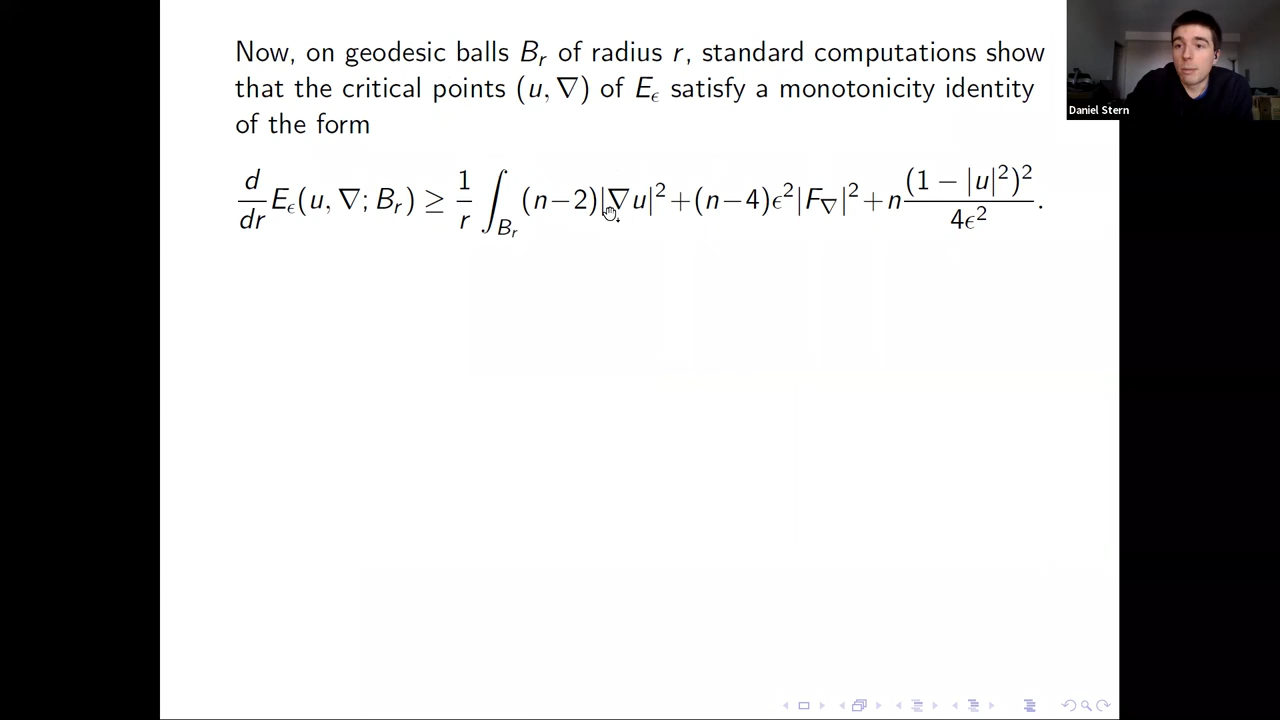 Now, on geodesic balls B_r of radius r, standard computations show
that the critical points (u, ∇) of E_ϵ satisfy a monotonicity identity
of the form
d/dr E_ϵ(u, ∇; B_r) ≥ 1/r ∫_{B_r} (n−2)|∇u|² + (n−4)ϵ²|F_∇|² + n (1 − |u|²)²/4ϵ².
Daniel Stern